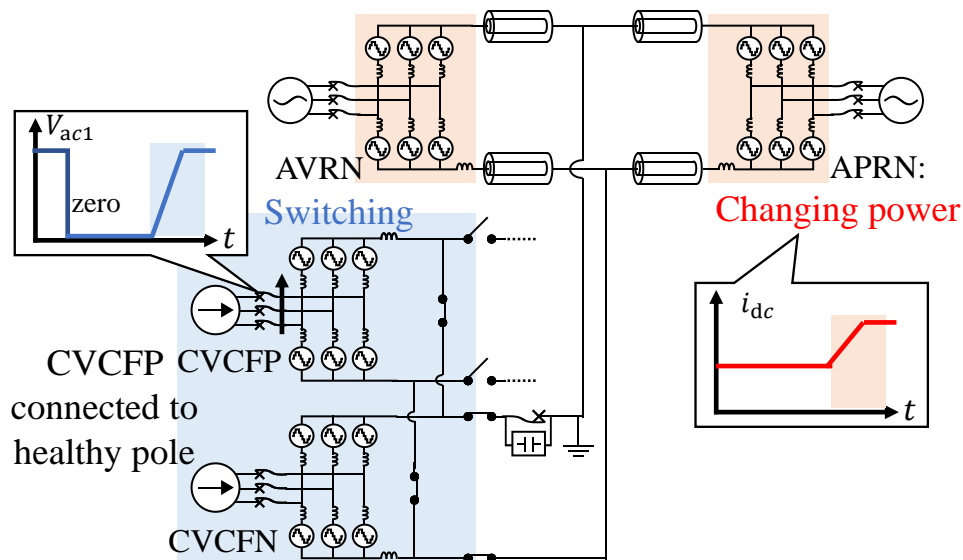 AVRN
APRN:
Changing power
V_ac1
zero
t
Switching
CVCFP
CVCFP
connected to
healthy pole
CVCFN
i_dc
t